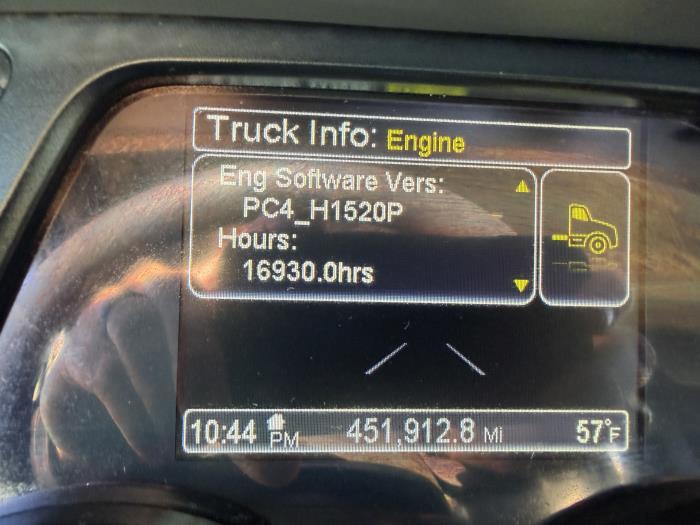 Truck Info: Engine
Eng Software Vers:
PC4_H1520P
Hours:
16930.0hrs
10:44 PM 451,912.8 Mi 57°F